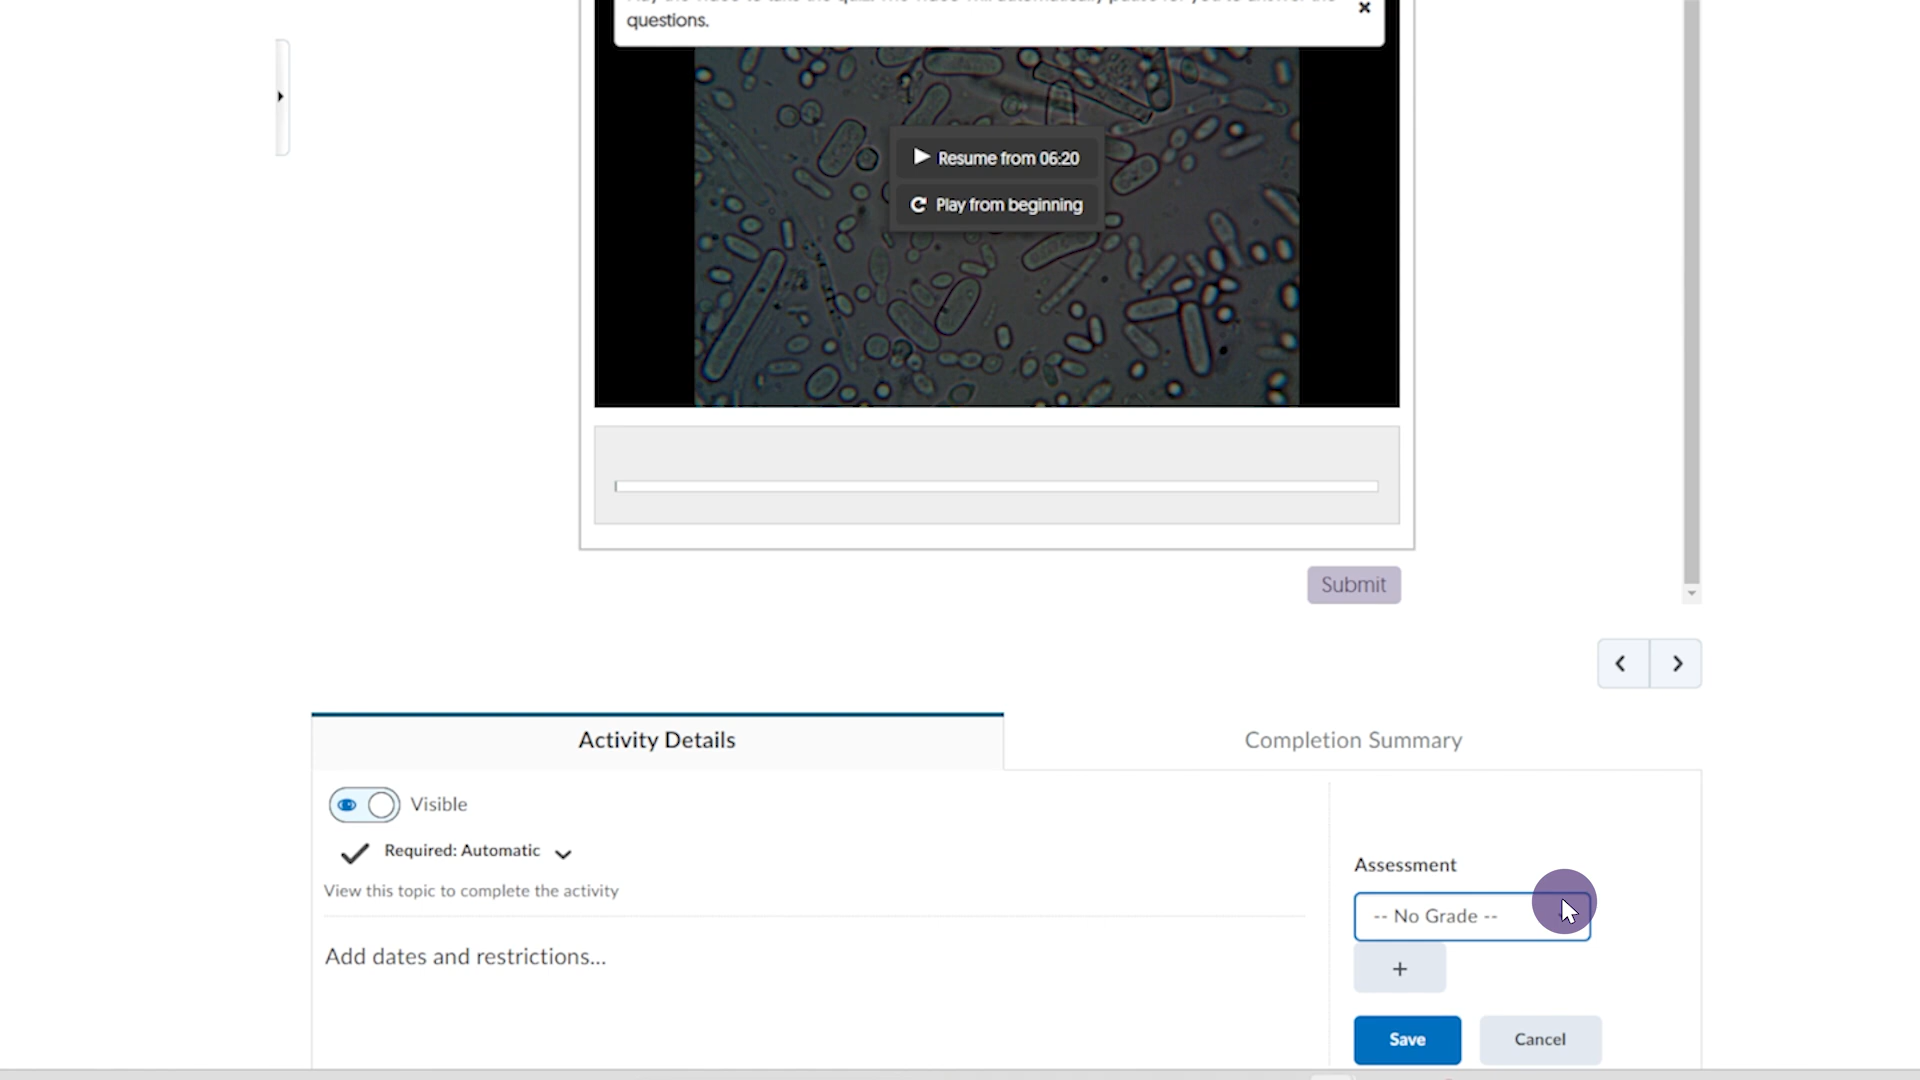 questions.
Resume from 06:20
Play from beginning
Submit
Activity Details
Completion Summary
Visible
Required: Automatic
View this topic to complete the activity
Add dates and restrictions...
Assessment
-- No Grade --
+
Save
Cancel